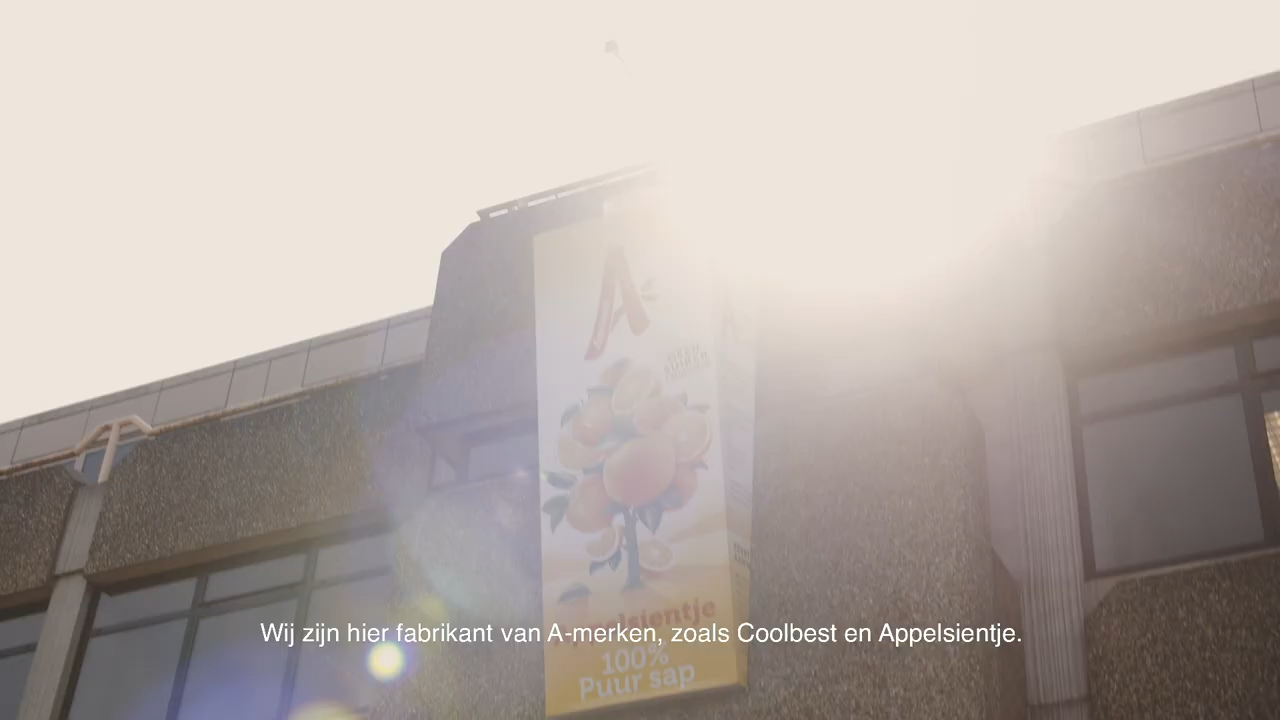 A
Appelsientje
Wij zijn hier fabrikant van A-merken, zoals Coolbest en Appelsientje.
100%
Puur sap